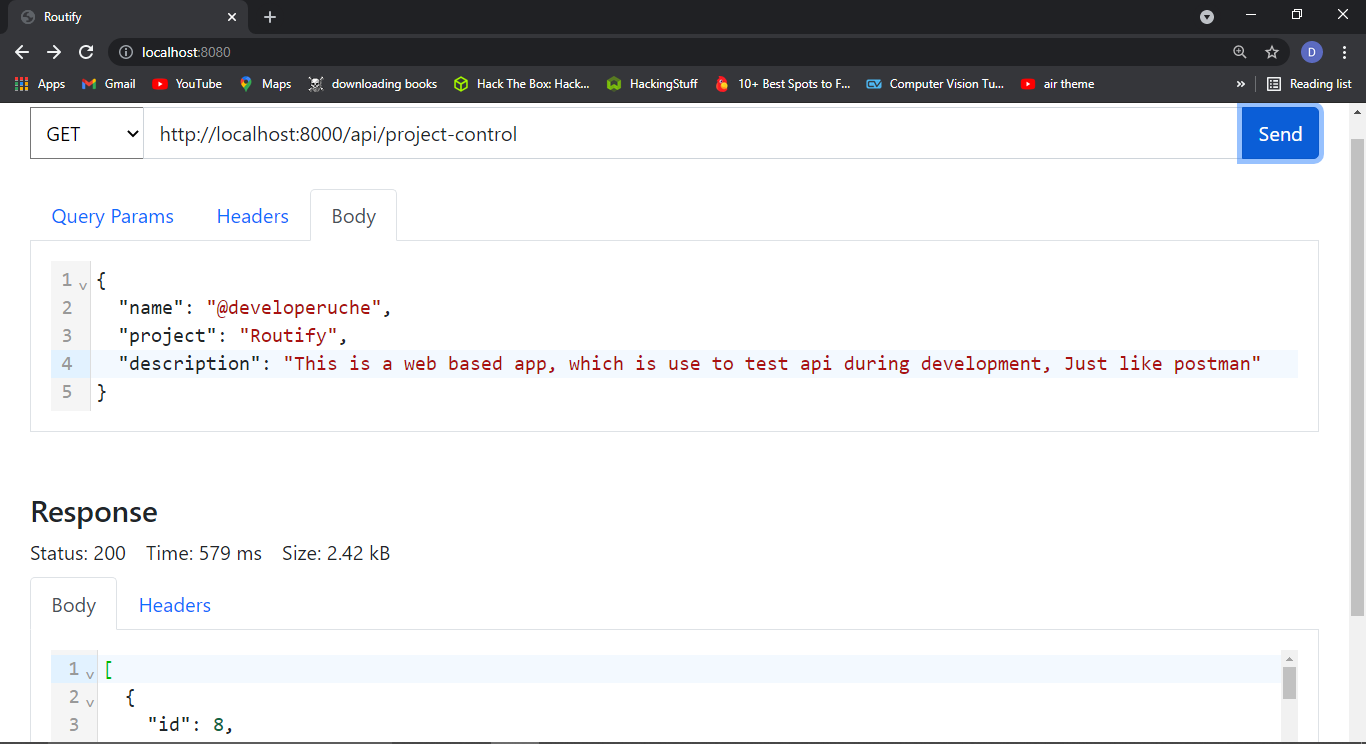 Routify
localhost:8080
D
Apps Gmail YouTube Maps downloading books Hack The Box: Hack... HackingStuff 10+ Best Spots to F... Computer Vision Tu... air theme » Reading list
GET http://localhost:8000/api/project-control Send
Query Params Headers Body
1 {
2 "name": "@developeruche",
3 "project": "Routify",
4 "description": "This is a web based app, which is use to test api during development, Just like postman"
5 }
Response
Status: 200 Time: 579 ms Size: 2.42 kB
Body Headers
1 [
2 {
3 "id": 8,